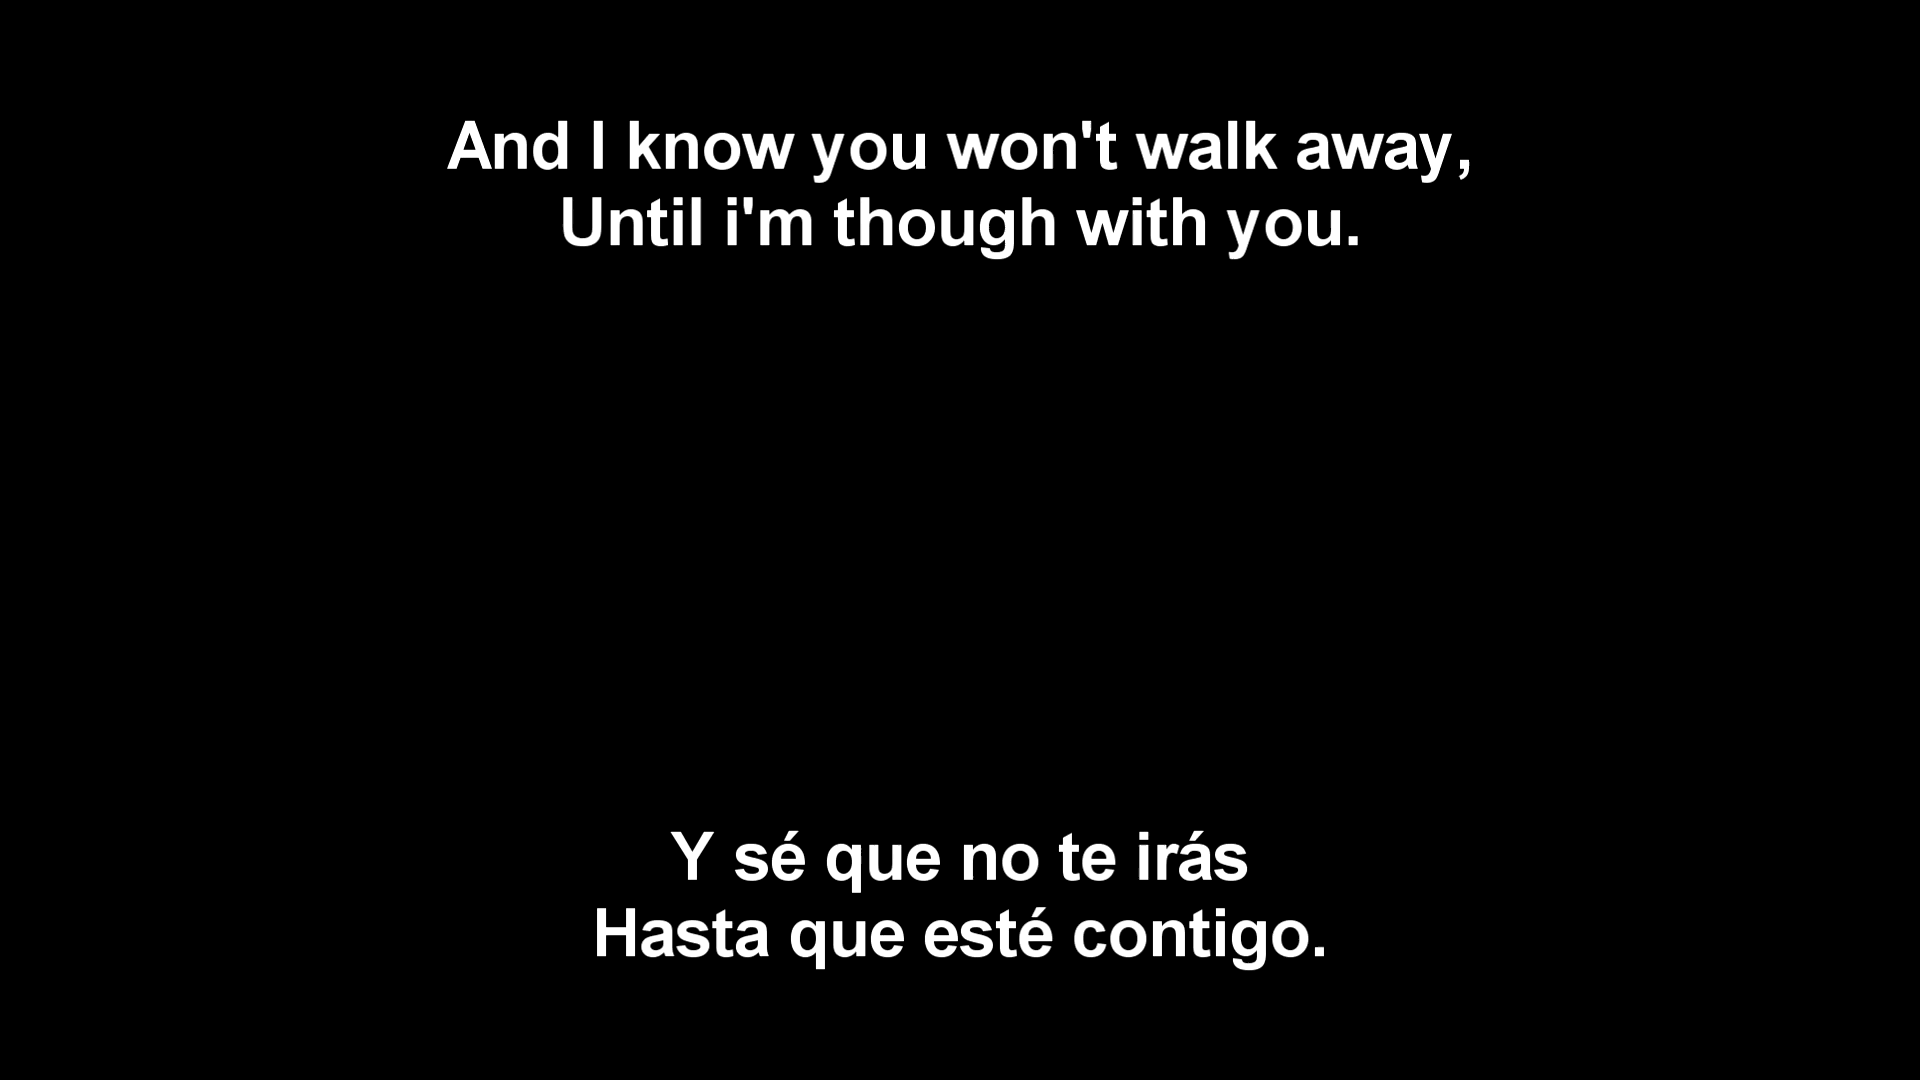 And I know you won't walk away,
Until i'm though with you.
Y sé que no te irás
Hasta que esté contigo.